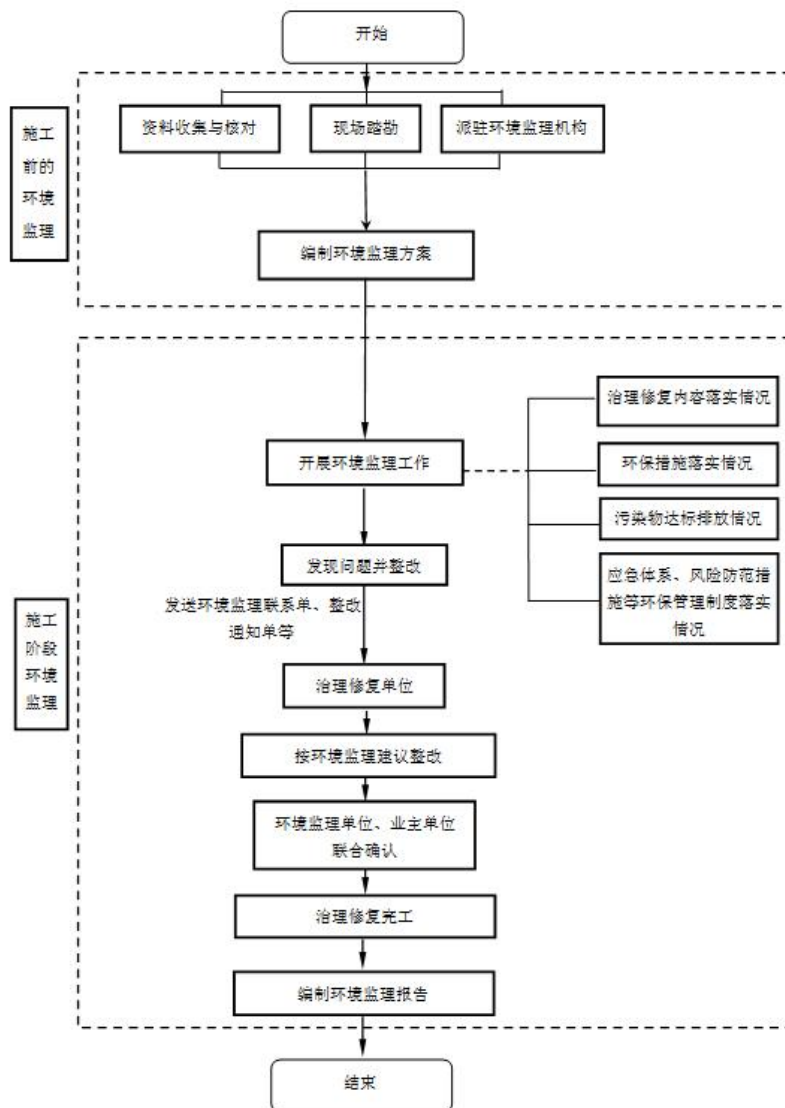 开始
施工
前的
环境
监理
资料收集与核对
现场踏勘
派驻环境监理机构
编制环境监理方案
施工
阶段
环境
监理
开展环境监理工作
治理修复内容落实情况
环保措施落实情况
污染物达标排放情况
应急体系、风险防范措
施等环保管理制度落实
情况
发现问题并整改
发送环境监理联系单、整改
通知单等
治理修复单位
按环境监理建议整改
环境监理单位、业主单位
联合确认
治理修复完工
编制环境监理报告
结束